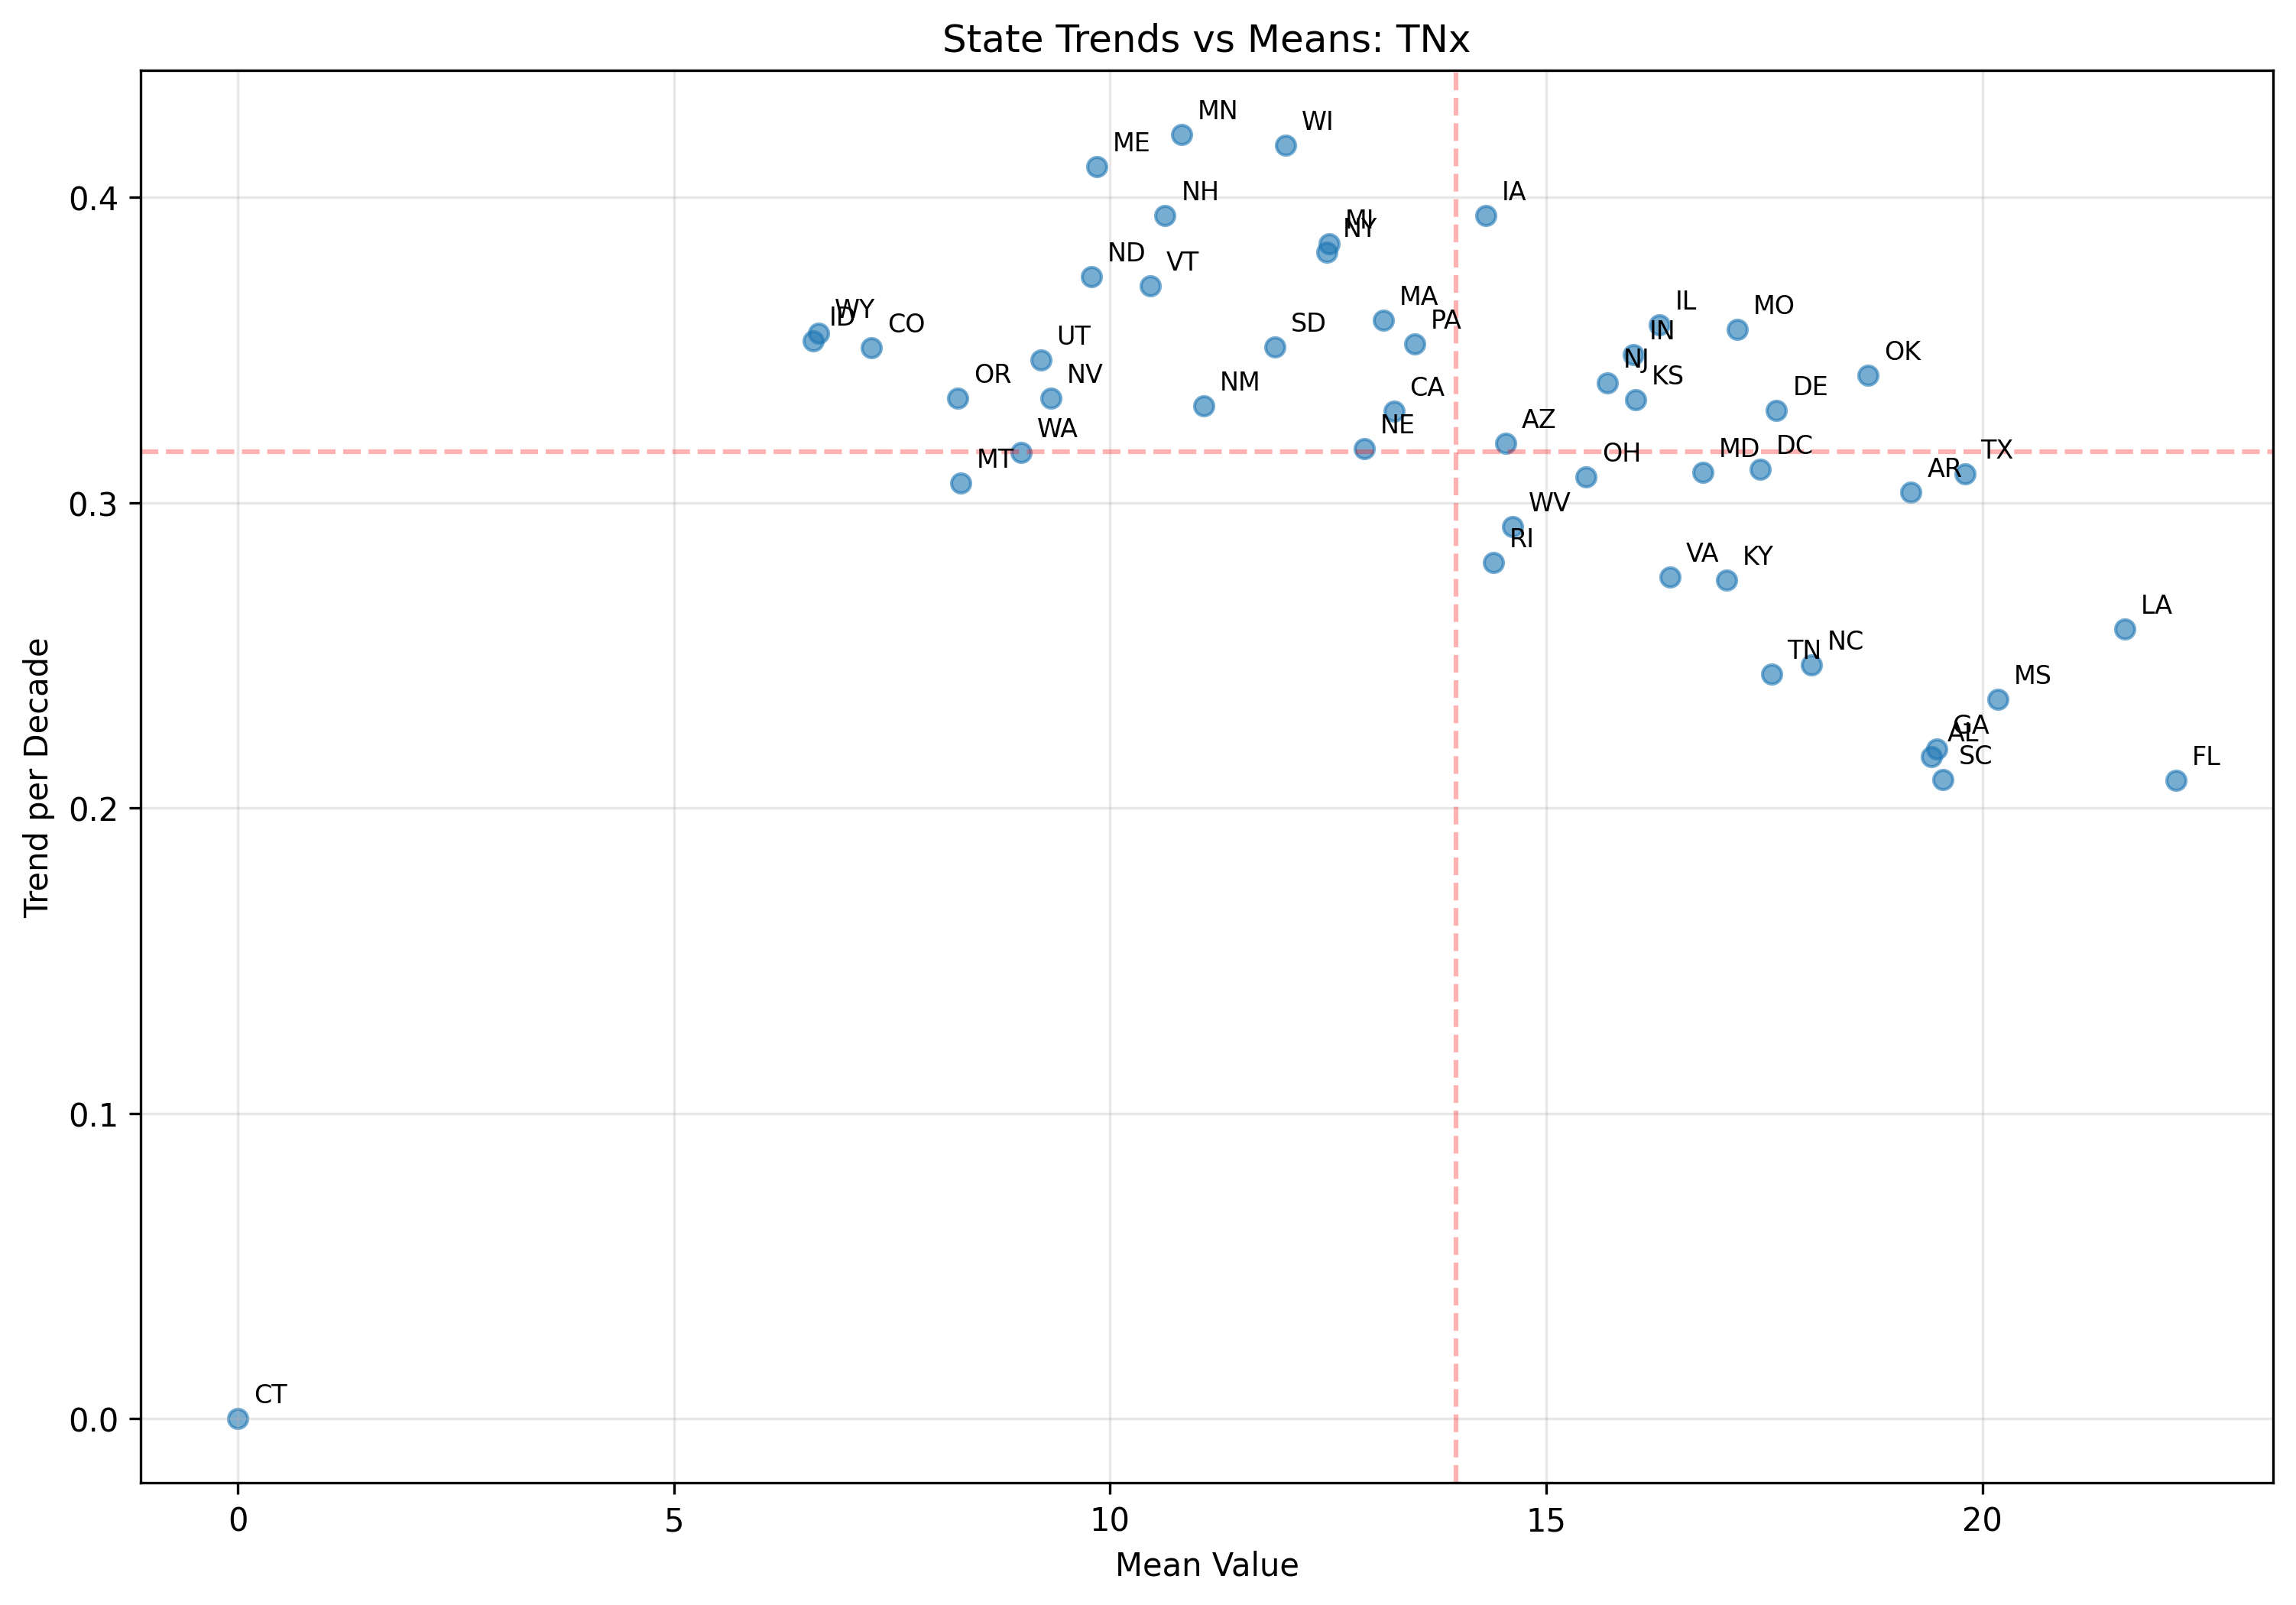 State Trends vs Means: TNx
MN
WI
ME
NH
IA
MI
NY
ND
VT
MA
WY
ID
CO
PA
IL
MO
IN
SD
UT
OK
NJ
KS
NV
OR
NM
CA
DE
NE
AZ
WA
MD
DC
TX
OH
MT
AR
WV
RI
VA
KY
LA
NC
TN
MS
GA
AL
SC
FL
CT
0.4
0.3
0.2
0.1
0.0
Trend per Decade
0
5
10
15
20
Mean Value